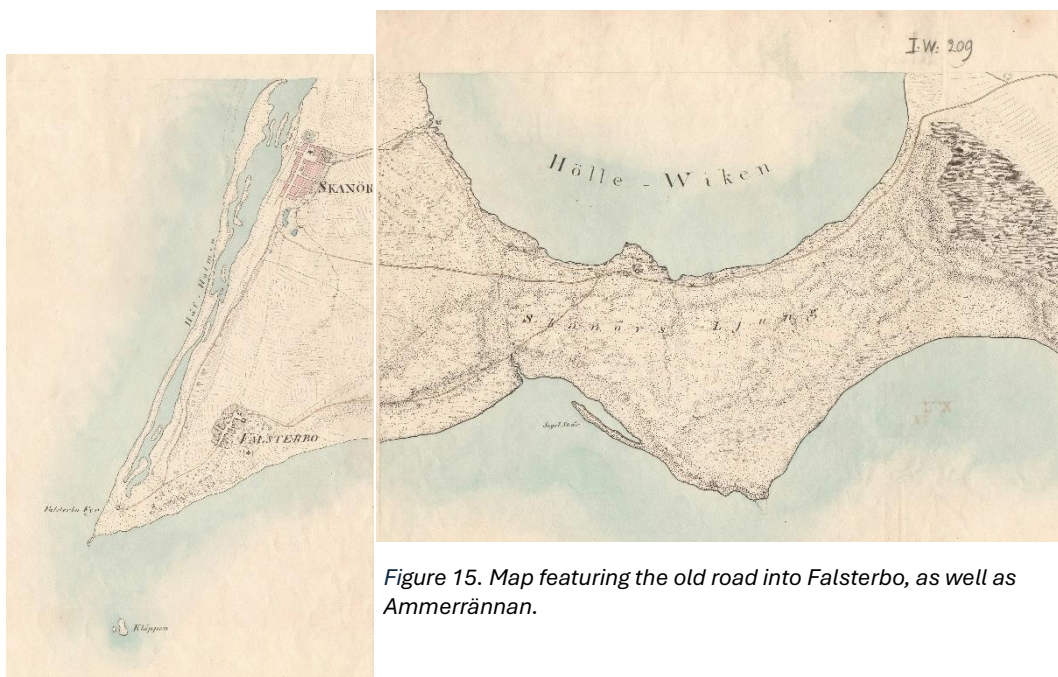 I.W: 209
Hölle-Wiken
SKANÖR
Skanörs Ljung
FALSTERBO
Falsterbo Fyr
Kläppen
Figure 15. Map featuring the old road into Falsterbo, as well as
Ammerrännan.